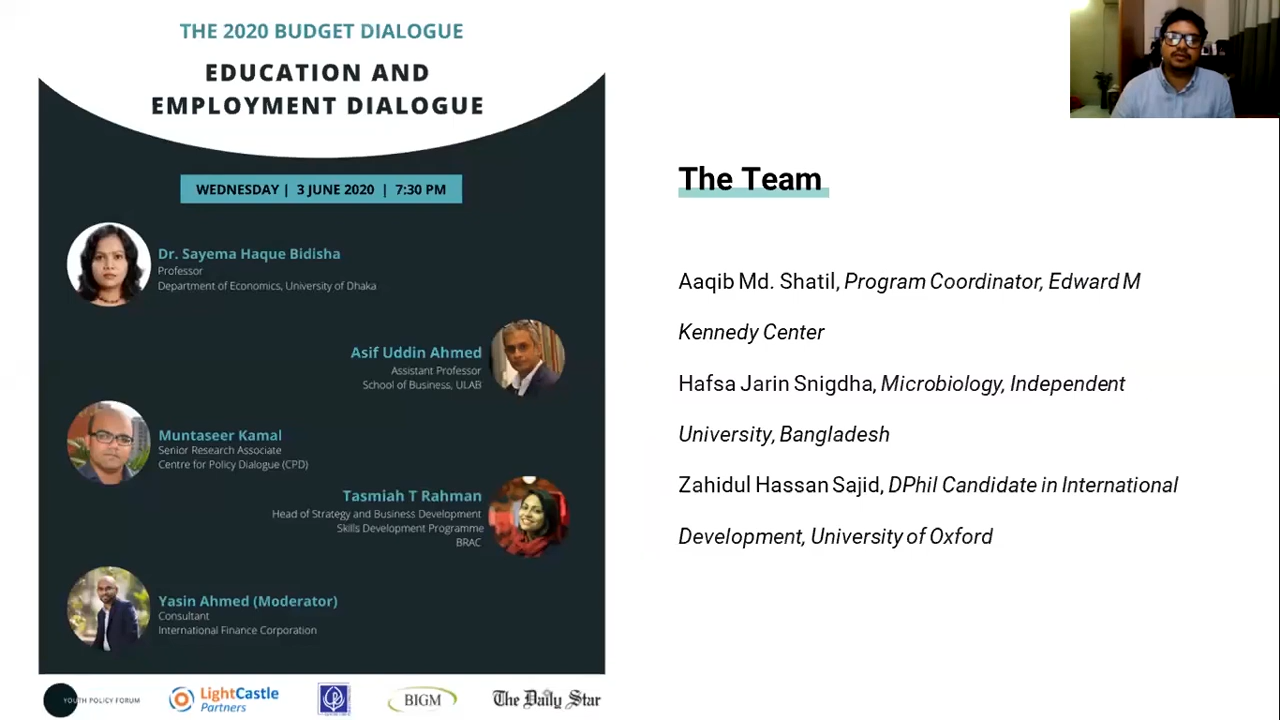 THE 2020 BUDGET DIALOGUE
EDUCATION AND
EMPLOYMENT DIALOGUE
WEDNESDAY | 3 JUNE 2020 | 7:30 PM
Dr. Sayema Haque Bidisha
Professor
Department of Economics, University of Dhaka
Asif Uddin Ahmed
Assistant Professor
School of Business, ULAB
Muntaseer Kamal
Senior Research Associate
Centre for Policy Dialogue (CPD)
Tasmiah T Rahman
Head of Strategy and Business Development
Skills Development Programme
BRAC
Yasin Ahmed (Moderator)
Consultant
International Finance Corporation
YOUTH POLICY FORUM
LightCastle
Partners
BIGM
The Daily Star
The Team
Aaqib Md. Shatil, Program Coordinator, Edward M
Kennedy Center
Hafsa Jarin Snigdha, Microbiology, Independent
University, Bangladesh
Zahidul Hassan Sajid, DPhil Candidate in International
Development, University of Oxford